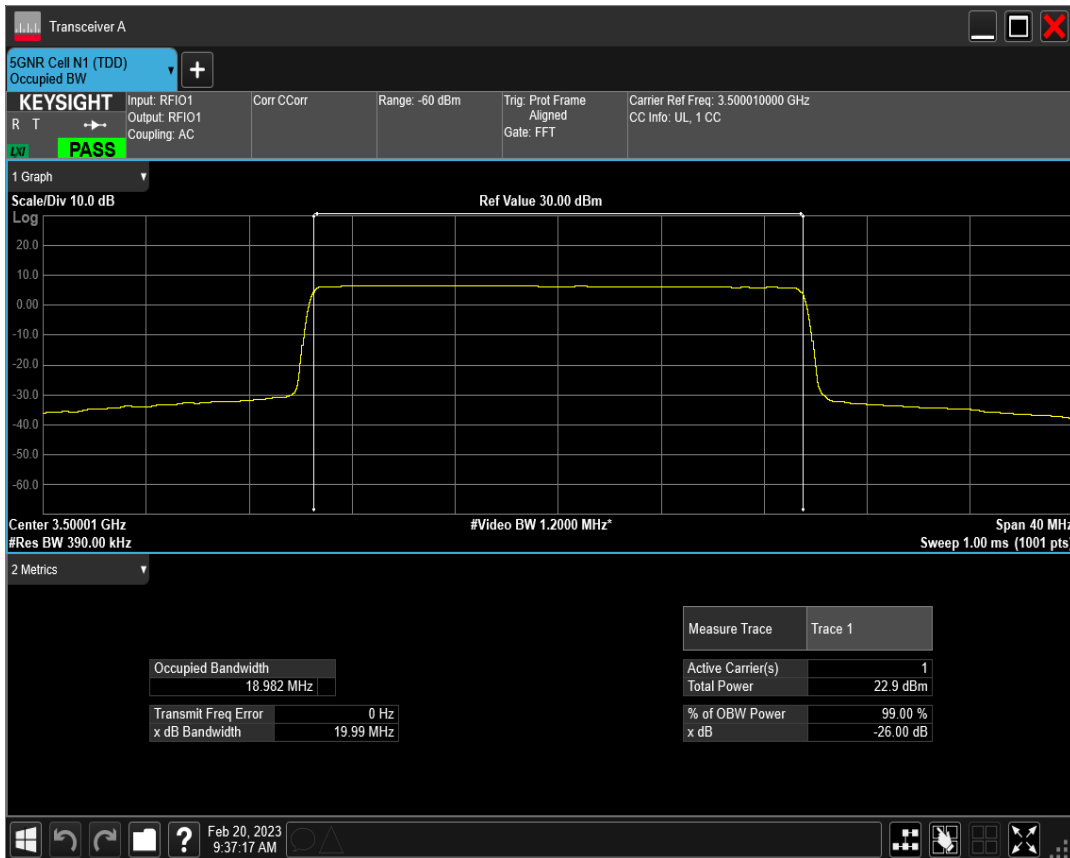 Transceiver A
5GNR Cell N1 (TDD)
Occupied BW
+
KEYSIGHT
R T
LXI
PASS
Input: RFIO1
Output: RFIO1
Coupling: AC
Corr CCorr
Range: -60 dBm
Trig: Prot Frame
Aligned
Gate: FFT
Carrier Ref Freq: 3.500010000 GHz
CC Info: UL, 1 CC
1 Graph
Scale/Div 10.0 dB
Ref Value 30.00 dBm
Log
20.0
10.0
0.00
-10.0
-20.0
-30.0
-40.0
-50.0
-60.0
Center 3.50001 GHz
#Video BW 1.2000 MHz*
Span 40 MHz
#Res BW 390.00 kHz
Sweep 1.00 ms (1001 pts)
2 Metrics
Measure Trace Trace 1
Occupied Bandwidth
18.982 MHz
Transmit Freq Error 0 Hz
x dB Bandwidth 19.99 MHz
Active Carrier(s) 1
Total Power 22.9 dBm
% of OBW Power 99.00 %
x dB -26.00 dB
?
Feb 20, 2023
9:37:17 AM